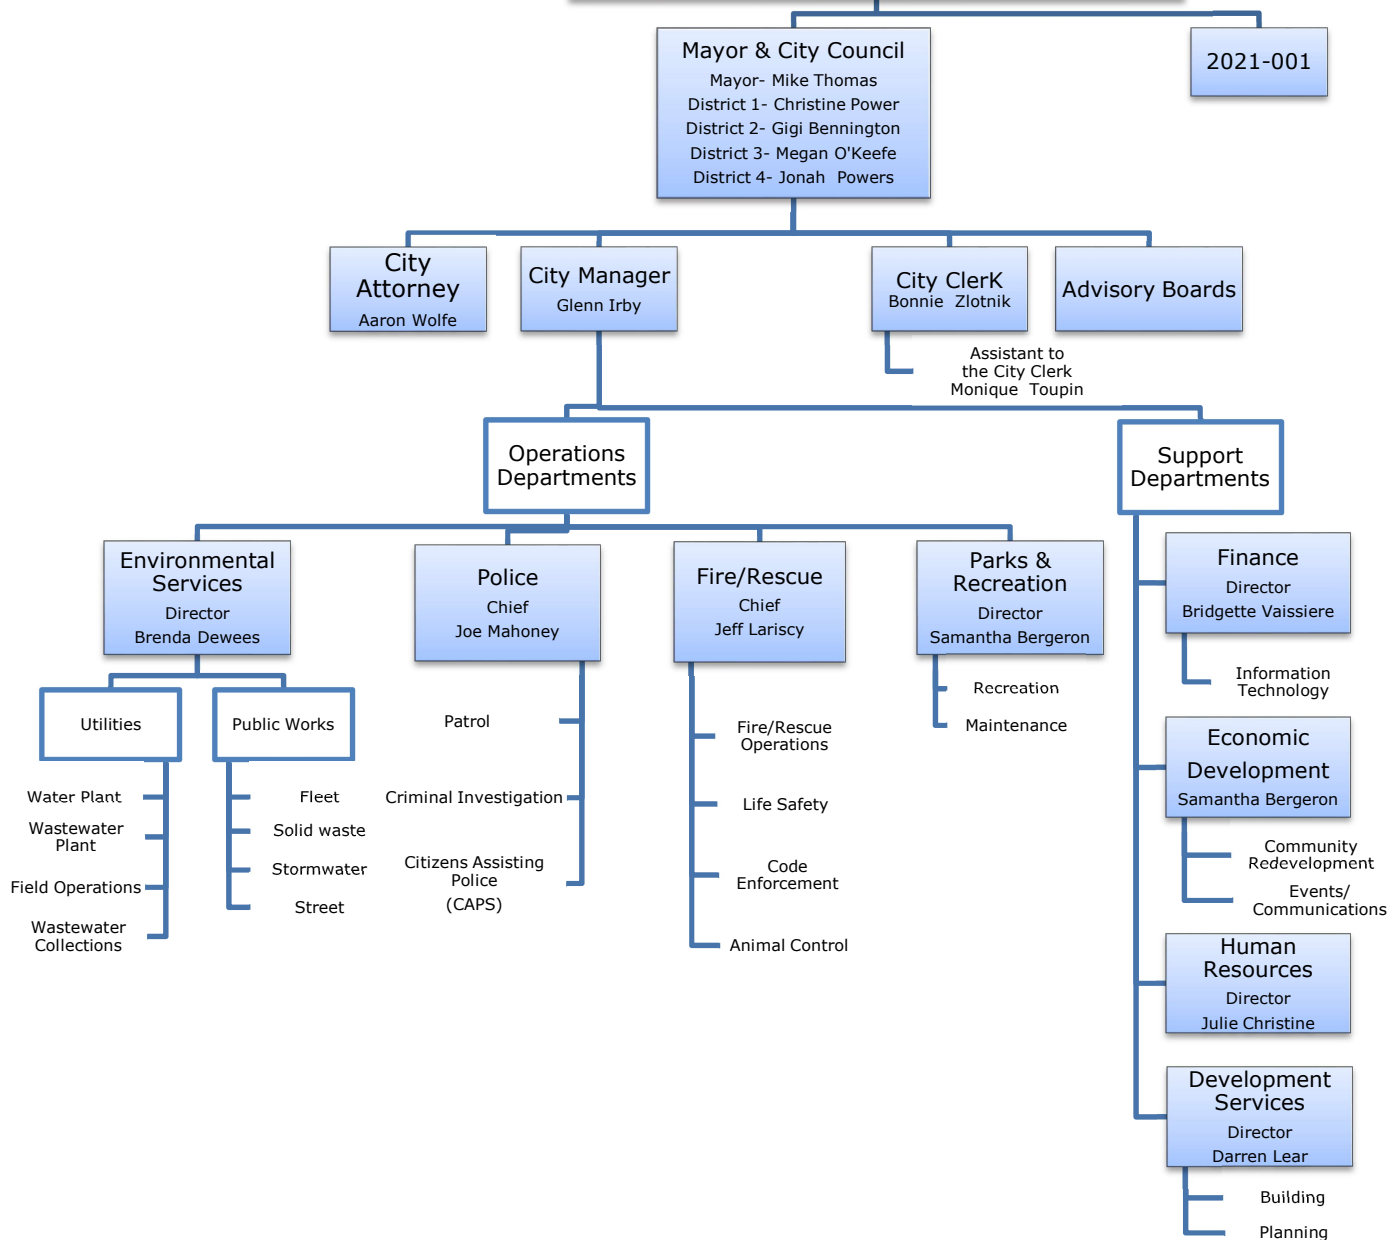 Mayor & City Council
Mayor- Mike Thomas
District 1- Christine Power
District 2- Gigi Bennington
District 3- Megan O'Keefe
District 4- Jonah Powers
2021-001
City
Attorney
Aaron Wolfe
City Manager
Glenn Irby
City ClerK
Bonnie Zlotnik
Advisory Boards
Assistant to
the City Clerk
Monique Toupin
Operations
Departments
Support
Departments
Environmental
Services
Director
Brenda Dewees
Police
Chief
Joe Mahoney
Fire/Rescue
Chief
Jeff Lariscy
Parks &
Recreation
Director
Samantha Bergeron
Utilities
Public Works
Water Plant
Wastewater
Plant
Field Operations
Wastewater
Collections
Fleet
Solid waste
Stormwater
Street
Patrol
Criminal Investigation
Citizens Assisting
Police
(CAPS)
Fire/Rescue
Operations
Life Safety
Code
Enforcement
Animal Control
Recreation
Maintenance
Finance
Director
Bridgette Vaissiere
Information
Technology
Economic
Development
Samantha Bergeron
Community
Redevelopment
Events/
Communications
Human
Resources
Director
Julie Christine
Development
Services
Director
Darren Lear
Building
Planning